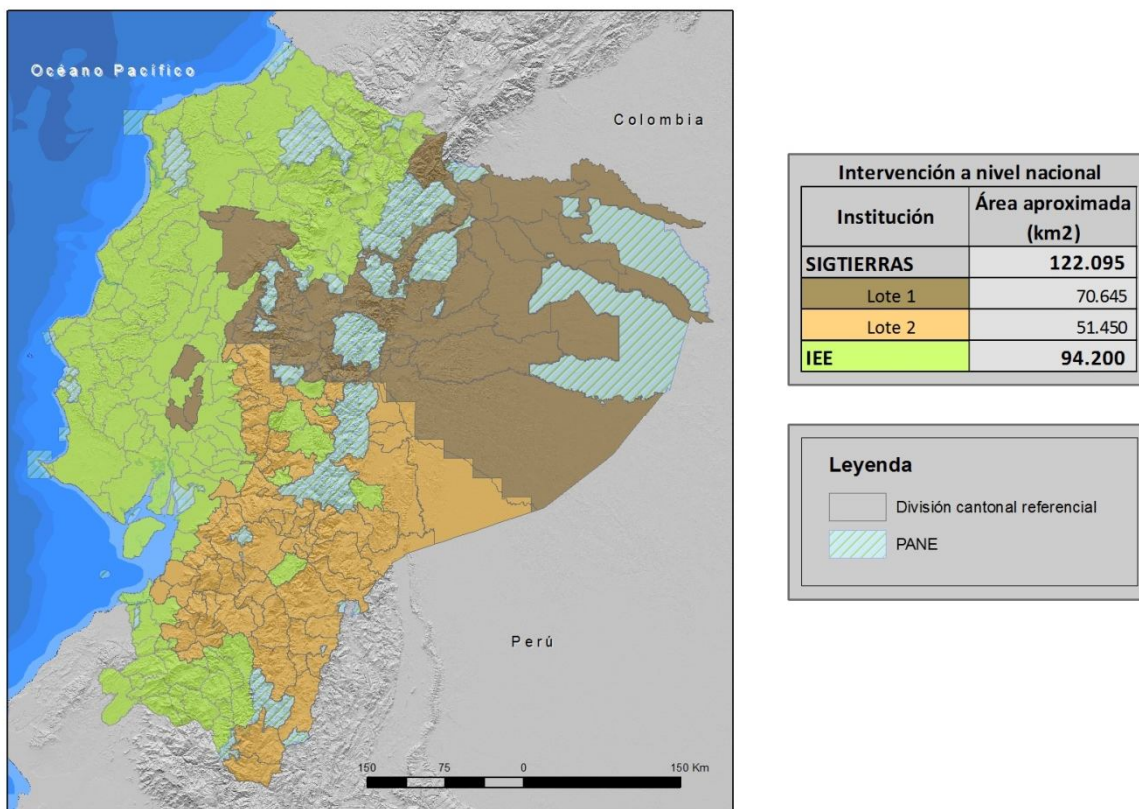 Océano Pacífico
Colombia
Perú
150 75 0 150 Km
Intervención a nivel nacional
Institución Área aproximada (km2)
SIGTIERRAS 122.095
Lote 1 70.645
Lote 2 51.450
IEE 94.200
Leyenda
División cantonal referencial
PANE